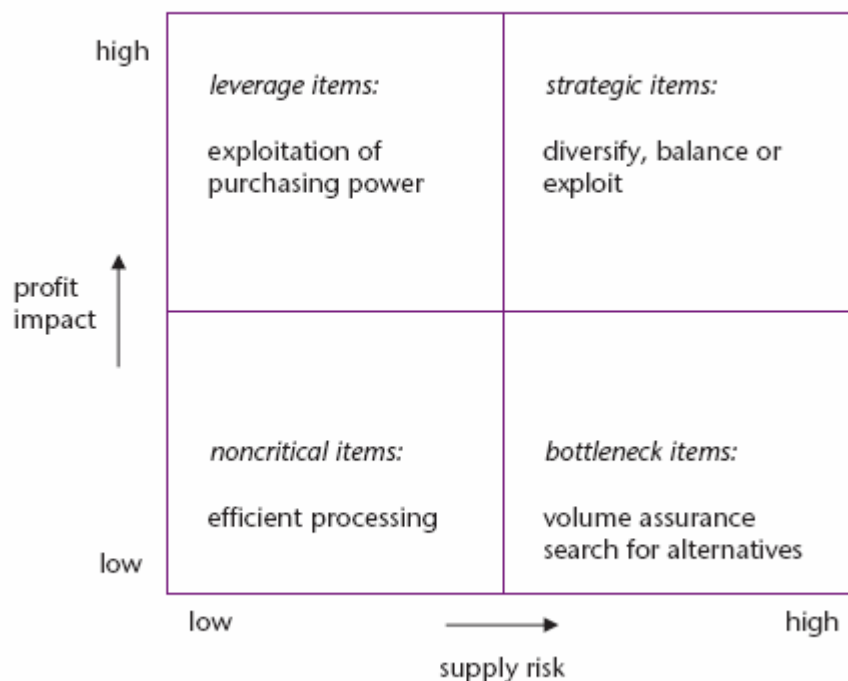 high
leverage items:
exploitation of
purchasing power
strategic items:
diversify, balance or
exploit
profit
impact
noncritical items:
efficient processing
bottleneck items:
volume assurance
search for alternatives
low
low
high
supply risk